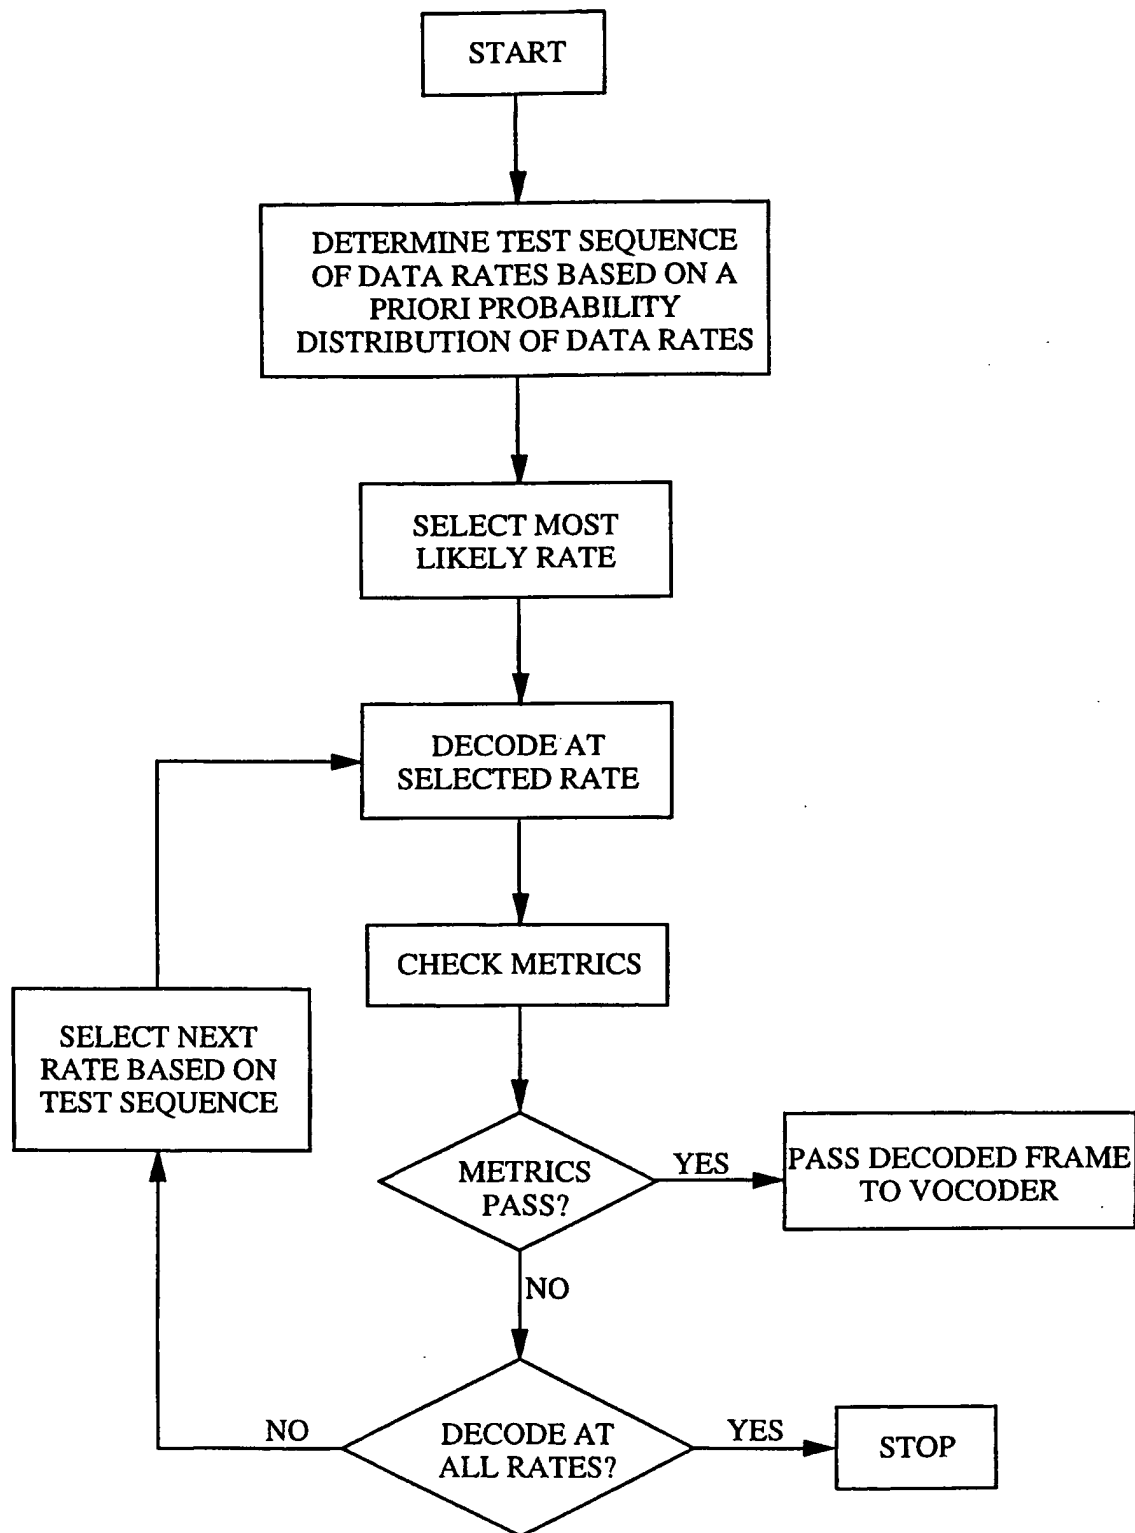 START
DETERMINE TEST SEQUENCE
OF DATA RATES BASED ON A
PRIORI PROBABILITY
DISTRIBUTION OF DATA RATES
SELECT MOST
LIKELY RATE
DECODE AT
SELECTED RATE
CHECK METRICS
SELECT NEXT
RATE BASED ON
TEST SEQUENCE
METRICS
PASS?
YES
PASS DECODED FRAME
TO VOCODER
NO
DECODE AT
ALL RATES?
NO
YES
STOP